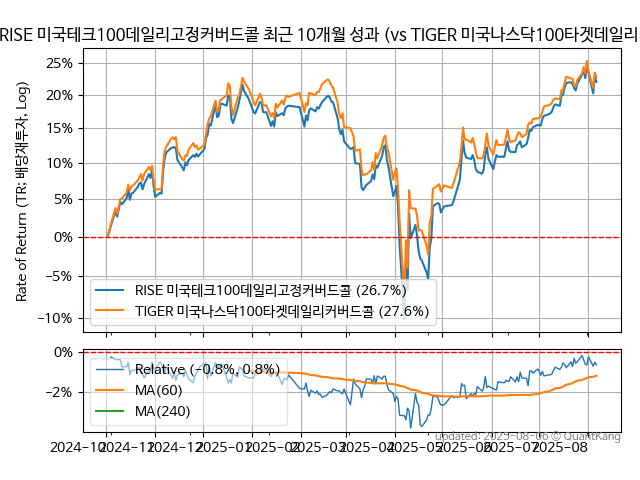 RISE 미국테크100데일리고정커버드콜 최근 10개월 성과 (vs TIGER 미국나스닥100타겟데일리
Rate of Return (TR: 배당재투자, Log)
25%
20%
15%
10%
5%
0%
−5%
−10%
RISE 미국테크100데일리고정커버드콜 (26.7%)
TIGER 미국나스닥100타겟데일리커버드콜 (27.6%)
0%
−2%
Relative (−0.8%, 0.8%)
MA(60)
MA(240)
2024-10 2024-11 2024-12 2025-01 2025-02 2025-03 2025-04 2025-05 2025-06 2025-07 2025-08
updated: 2025-08-06 © QuantKang